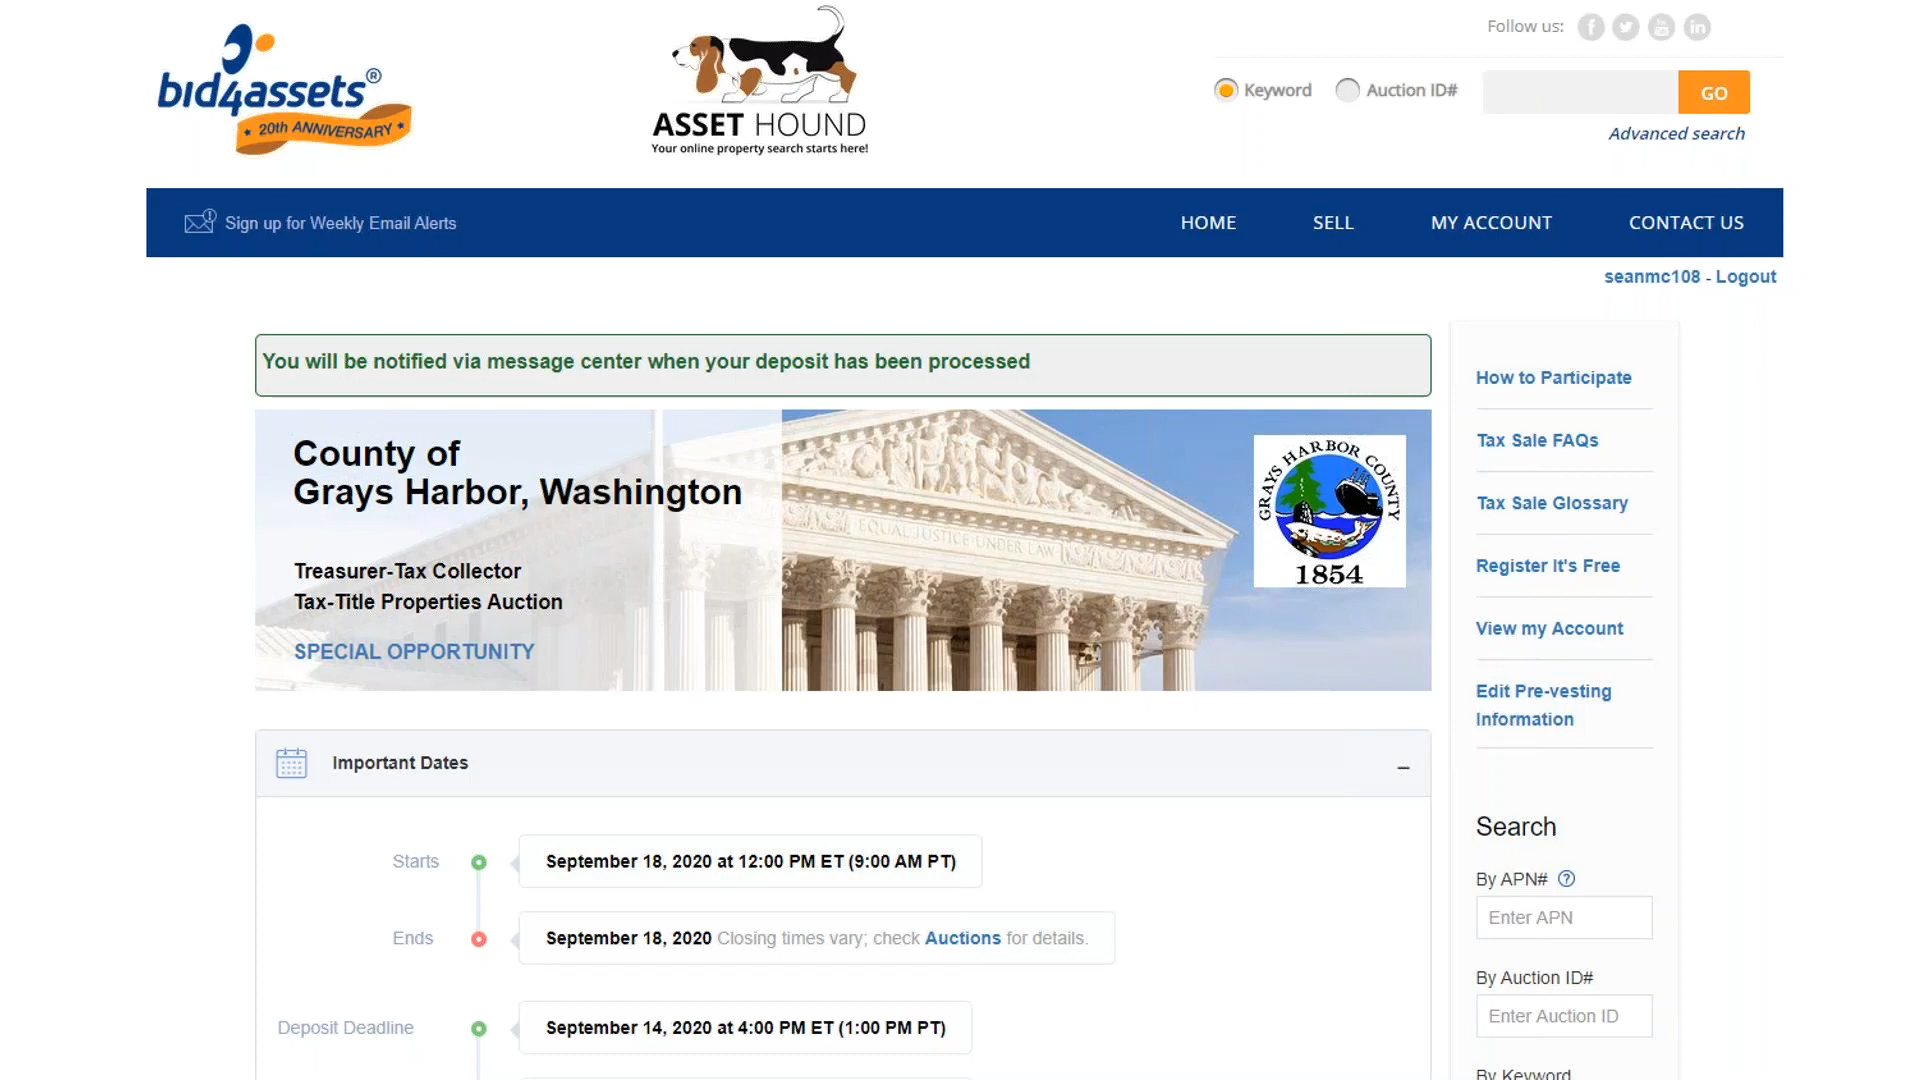 bid4assets®
★ 20th ANNIVERSARY ★
ASSET HOUND
Your online property search starts here!
Follow us:
Keyword
Auction ID#
GO
Advanced search
Sign up for Weekly Email Alerts
HOME
SELL
MY ACCOUNT
CONTACT US
seanmc108 - Logout
You will be notified via message center when your deposit has been processed
County of
Grays Harbor, Washington
Treasurer-Tax Collector
Tax-Title Properties Auction
SPECIAL OPPORTUNITY
EQUAL JUSTICE UNDER LAW
GRAYS HARBOR COUNTY
1854
Important Dates
Starts
September 18, 2020 at 12:00 PM ET (9:00 AM PT)
Ends
September 18, 2020 Closing times vary; check Auctions for details.
Deposit Deadline
September 14, 2020 at 4:00 PM ET (1:00 PM PT)
How to Participate
Tax Sale FAQs
Tax Sale Glossary
Register It's Free
View my Account
Edit Pre-vesting
Information
Search
By APN# ?
Enter APN
By Auction ID#
Enter Auction ID
By Keyword